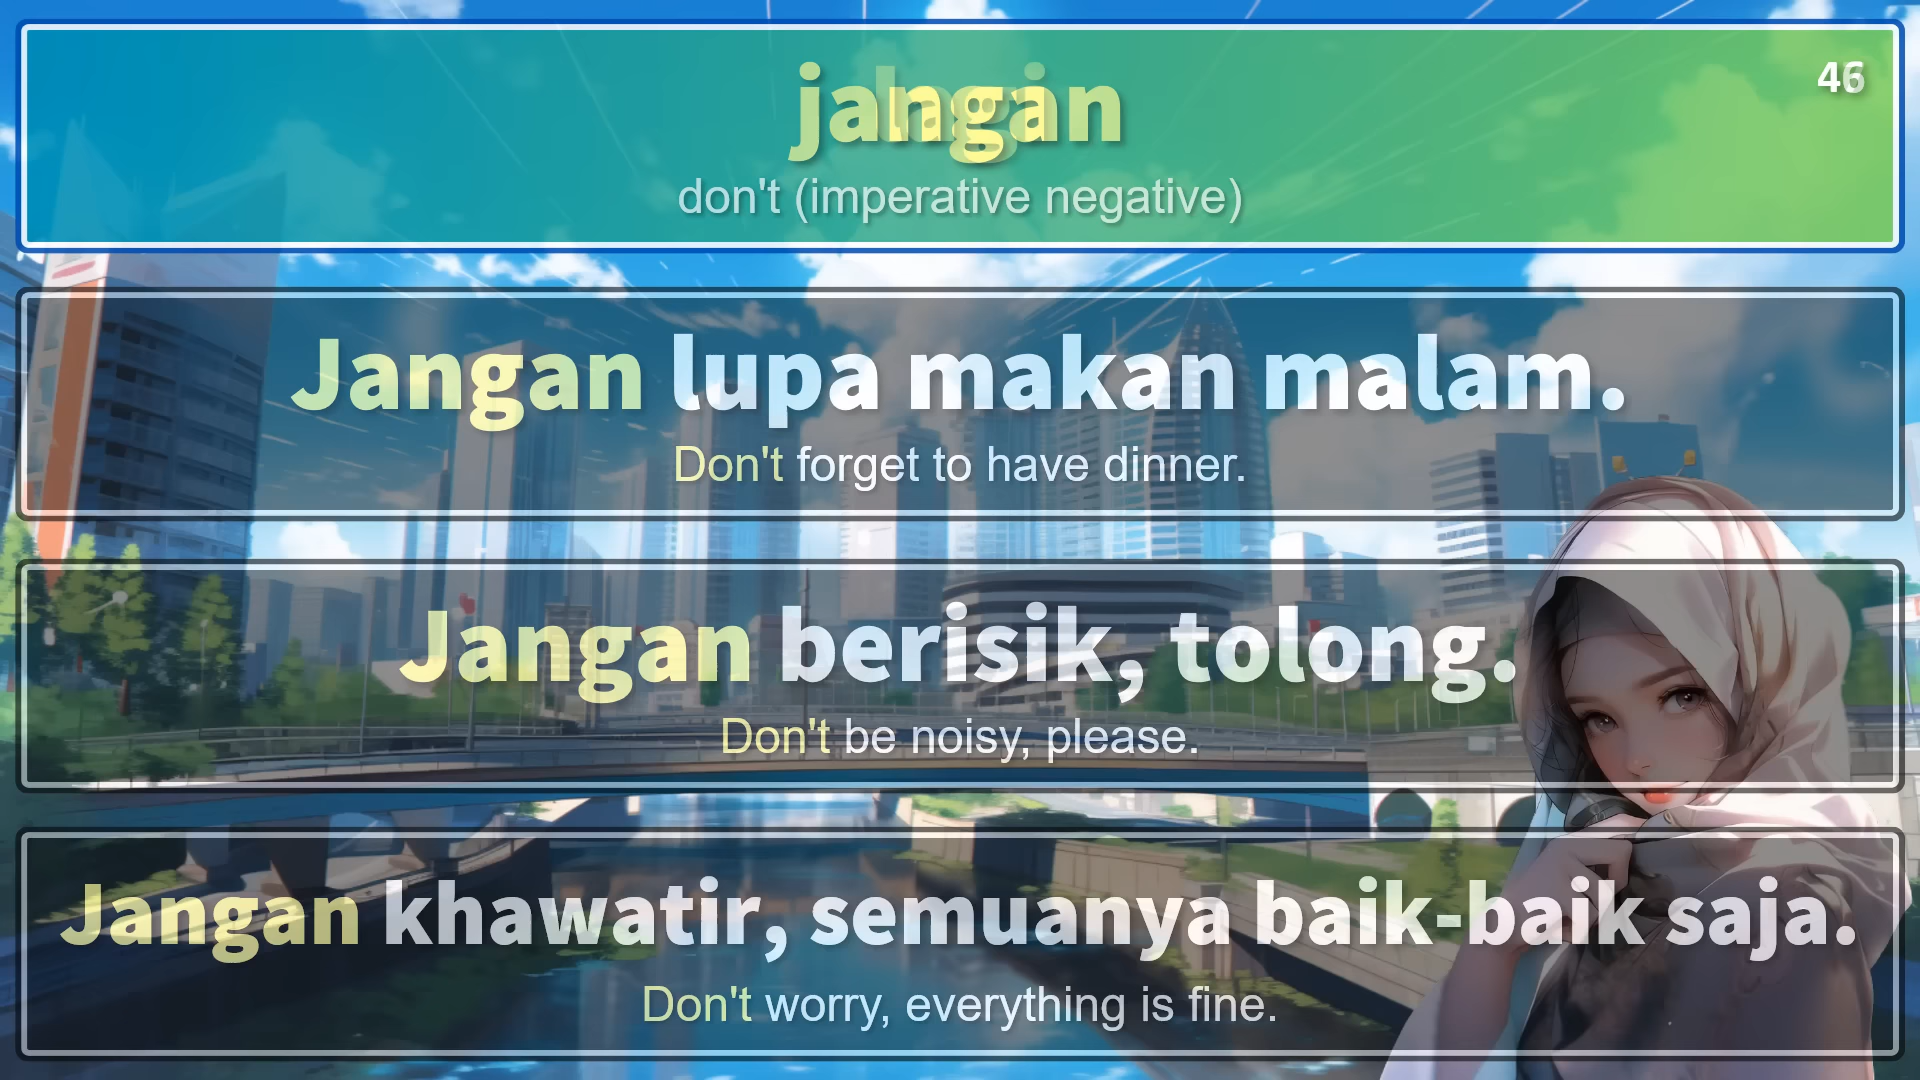 jangan
don't (imperative negative)
Jangan lupa makan malam.
Don't forget to have dinner.
Jangan berisik, tolong.
Don't be noisy, please.
Jangan khawatir, semuanya baik-baik saja.
Don't worry, everything is fine.